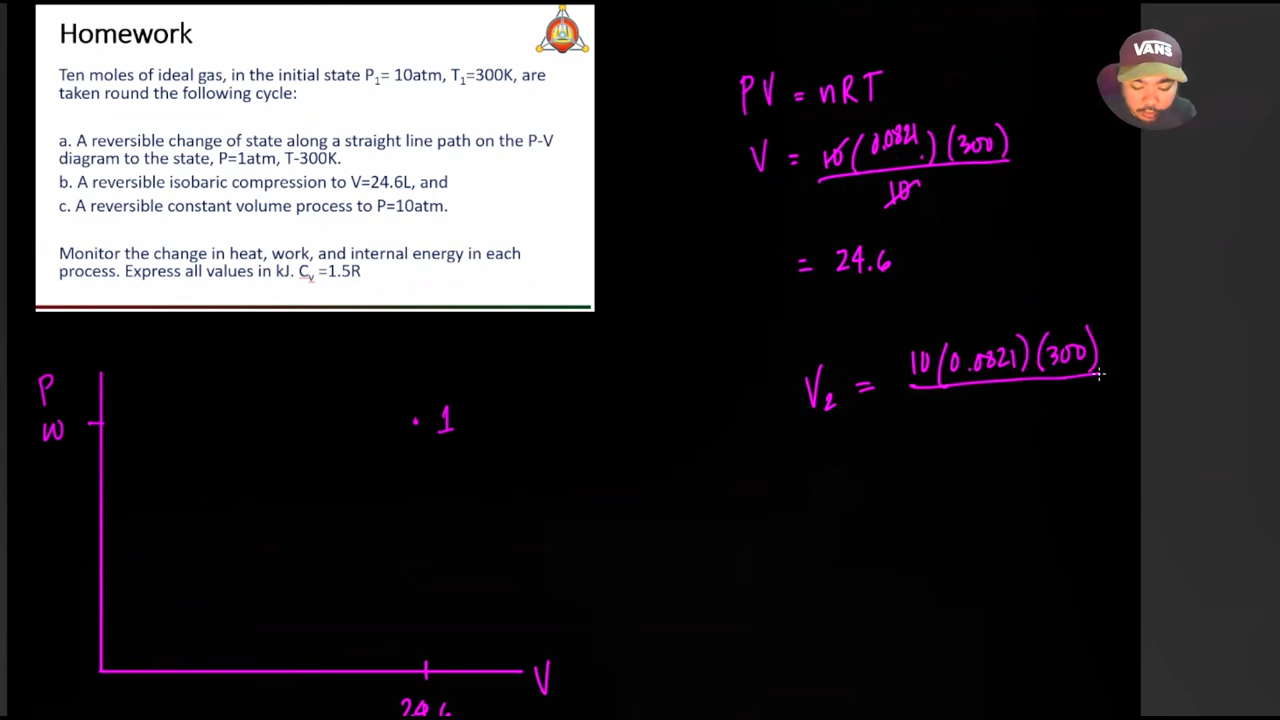 Homework
Ten moles of ideal gas, in the initial state P₁= 10atm, T₁=300K, are
taken round the following cycle:
a. A reversible change of state along a straight line path on the P-V
diagram to the state, P=1atm, T-300K.
b. A reversible isobaric compression to V=24.6L, and
c. A reversible constant volume process to P=10atm.
Monitor the change in heat, work, and internal energy in each
process. Express all values in kJ. Cᵥ =1.5R
VANS
PV = nRT
V = 10(0.0821)(300)
10
= 24.6
V₂ = 10(0.0821)(300)
P
10
. 1
V
24.6